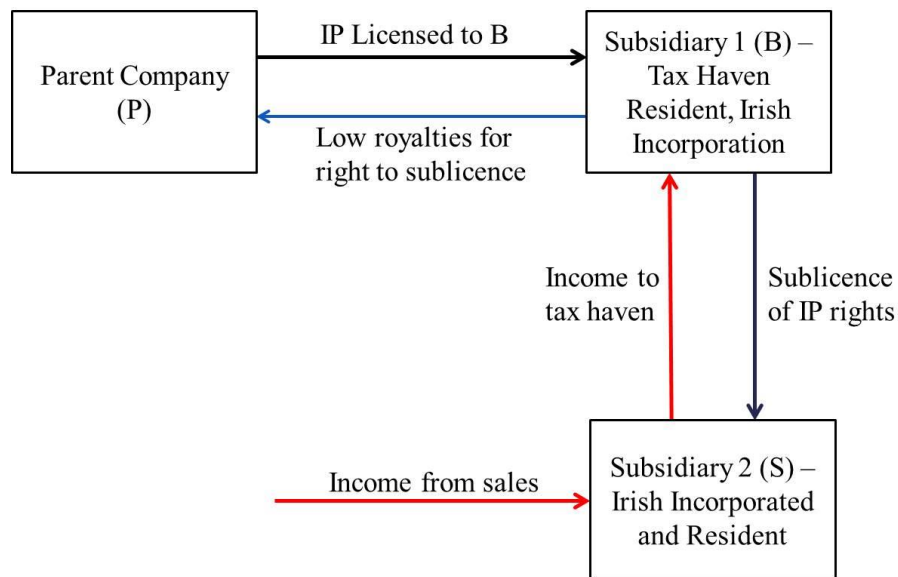 Parent Company
(P)
IP Licensed to B
Low royalties for
right to sublicence
Subsidiary 1 (B) –
Tax Haven
Resident, Irish
Incorporation
Income to
tax haven
Sublicence
of IP rights
Income from sales
Subsidiary 2 (S) –
Irish Incorporated
and Resident